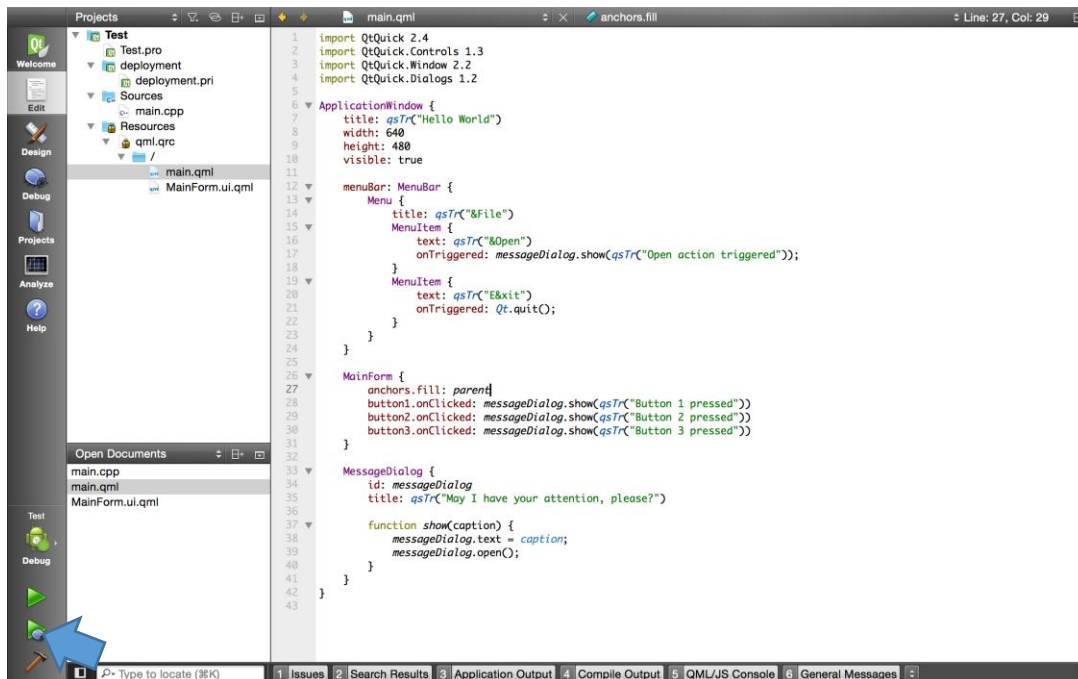 Projects
main.qml
anchors.fill
Line: 27, Col: 29
Qt
Welcome
Edit
Design
Debug
Projects
Analyze
Help
Test
Debug
Test
Test.pro
deployment
deployment.pri
Sources
main.cpp
Resources
qml.qrc
/
main.qml
MainForm.ui.qml
Open Documents
main.cpp
main.qml
MainForm.ui.qml
1 import QtQuick 2.4
2 import QtQuick.Controls 1.3
3 import QtQuick.Window 2.2
4 import QtQuick.Dialogs 1.2
5
6 ApplicationWindow {
7 title: qsTr("Hello World")
8 width: 640
9 height: 480
10 visible: true
11
12 menuBar: MenuBar {
13 Menu {
14 title: qsTr("&File")
15 MenuItem {
16 text: qsTr("&Open")
17 onTriggered: messageDialog.show(qsTr("Open action triggered"));
18 }
19 MenuItem {
20 text: qsTr("E&xit")
21 onTriggered: Qt.quit();
22 }
23 }
24 }
25
26 MainForm {
27 anchors.fill: parent
28 button1.onClicked: messageDialog.show(qsTr("Button 1 pressed"))
29 button2.onClicked: messageDialog.show(qsTr("Button 2 pressed"))
30 button3.onClicked: messageDialog.show(qsTr("Button 3 pressed"))
31 }
32
33 MessageDialog {
34 id: messageDialog
35 title: qsTr("May I have your attention, please?")
36
37 function show(caption) {
38 messageDialog.text = caption;
39 messageDialog.open();
40 }
41 }
42 }
43
Type to locate (⌘K)
1 Issues 2 Search Results 3 Application Output 4 Compile Output 5 QML/JS Console 6 General Messages